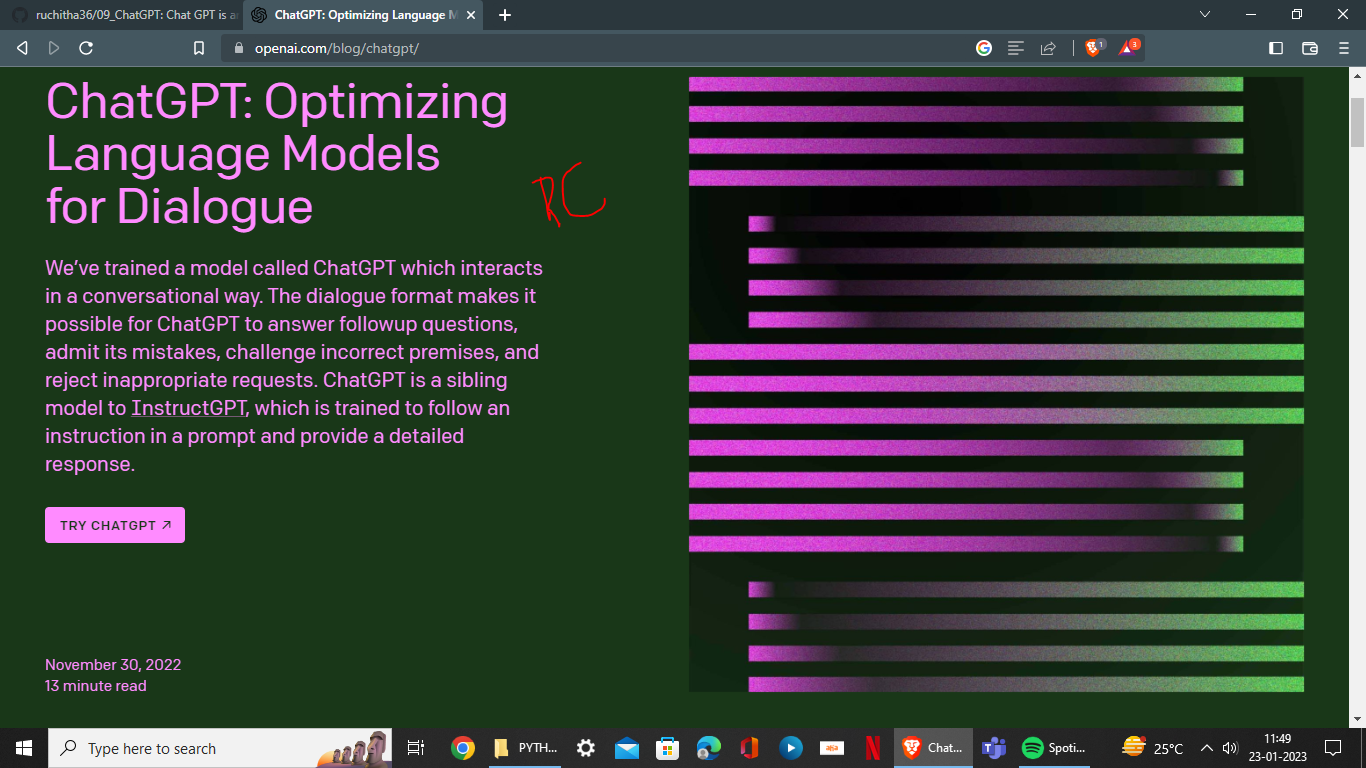 ruchitha36/09_ChatGPT: Chat GPT is a
ChatGPT: Optimizing Language M
openai.com/blog/chatgpt/
1
3
ChatGPT: Optimizing
Language Models
for Dialogue
RC
We’ve trained a model called ChatGPT which interacts
in a conversational way. The dialogue format makes it
possible for ChatGPT to answer followup questions,
admit its mistakes, challenge incorrect premises, and
reject inappropriate requests. ChatGPT is a sibling
model to InstructGPT, which is trained to follow an
instruction in a prompt and provide a detailed
response.
TRY CHATGPT ↗
November 30, 2022
13 minute read
Type here to search
PYTH...
Chat...
Spoti...
25°C
11:49
23-01-2023